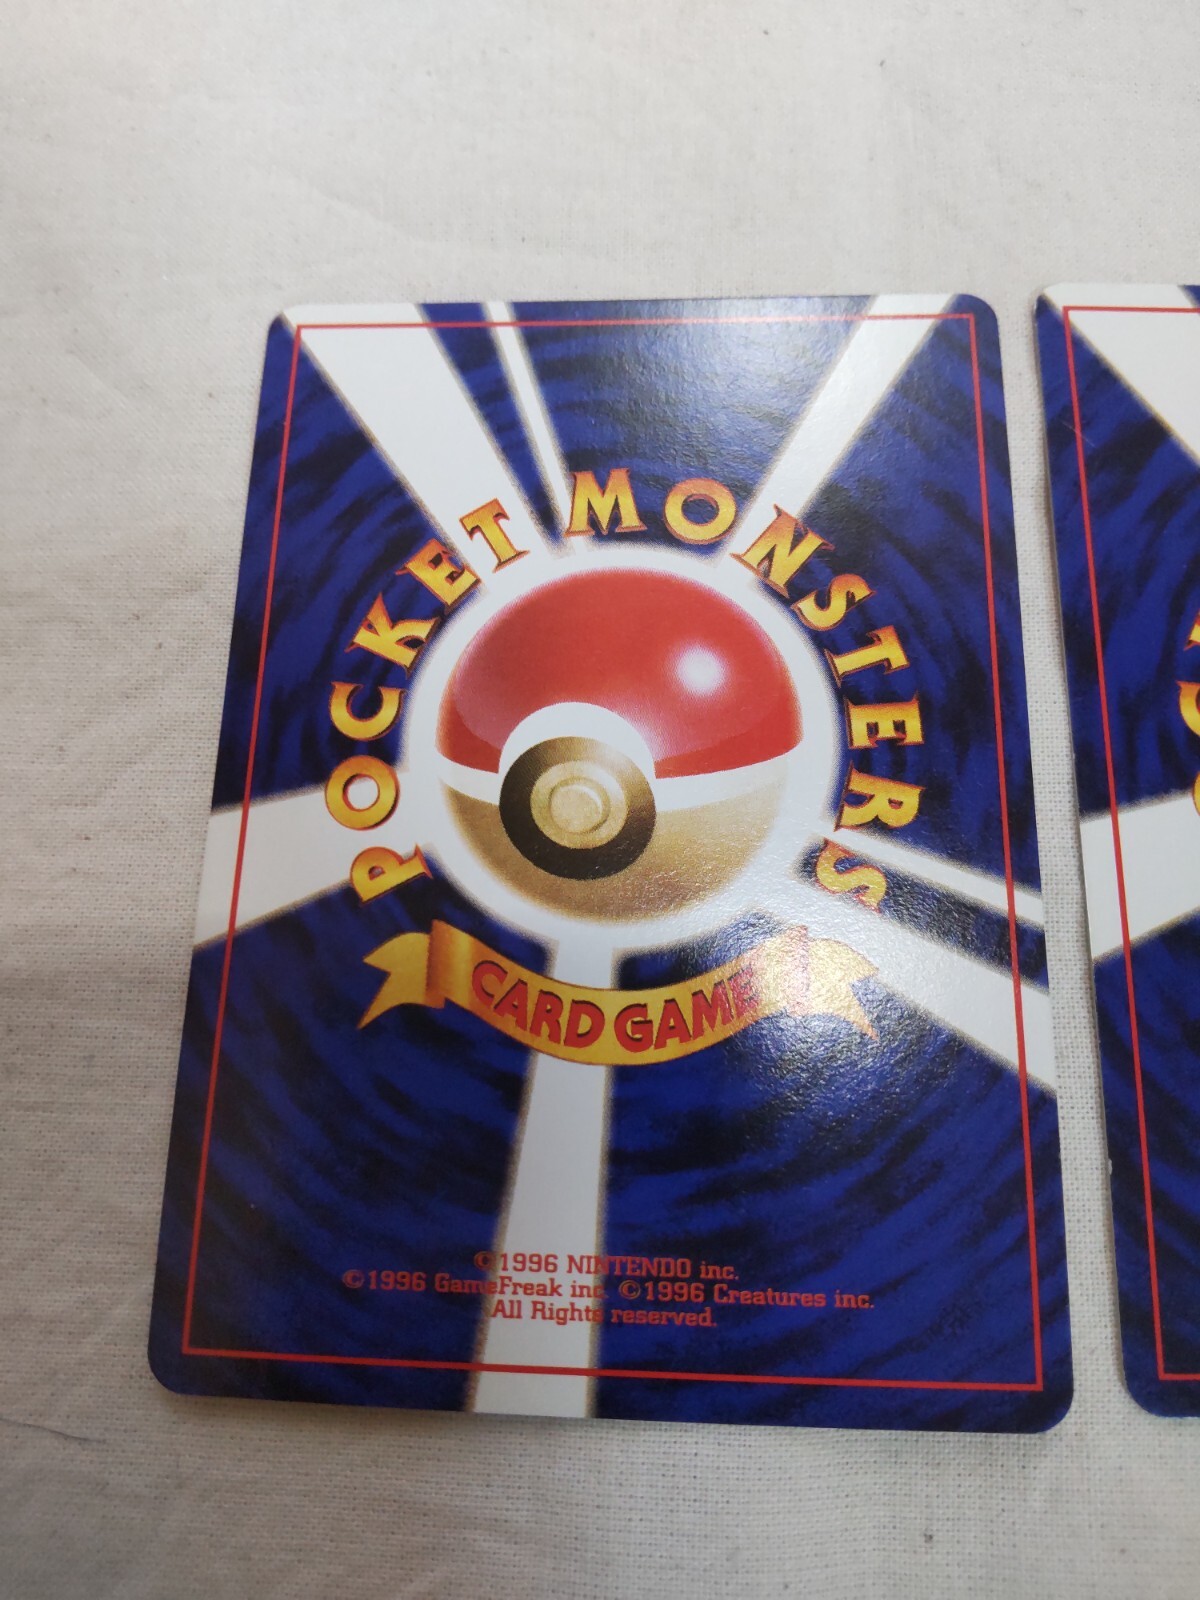 POCKET MONSTERS
CARD GAME
©1996 NINTENDO inc.
©1996 GameFreak inc. ©1996 Creatures inc.
All Rights reserved.